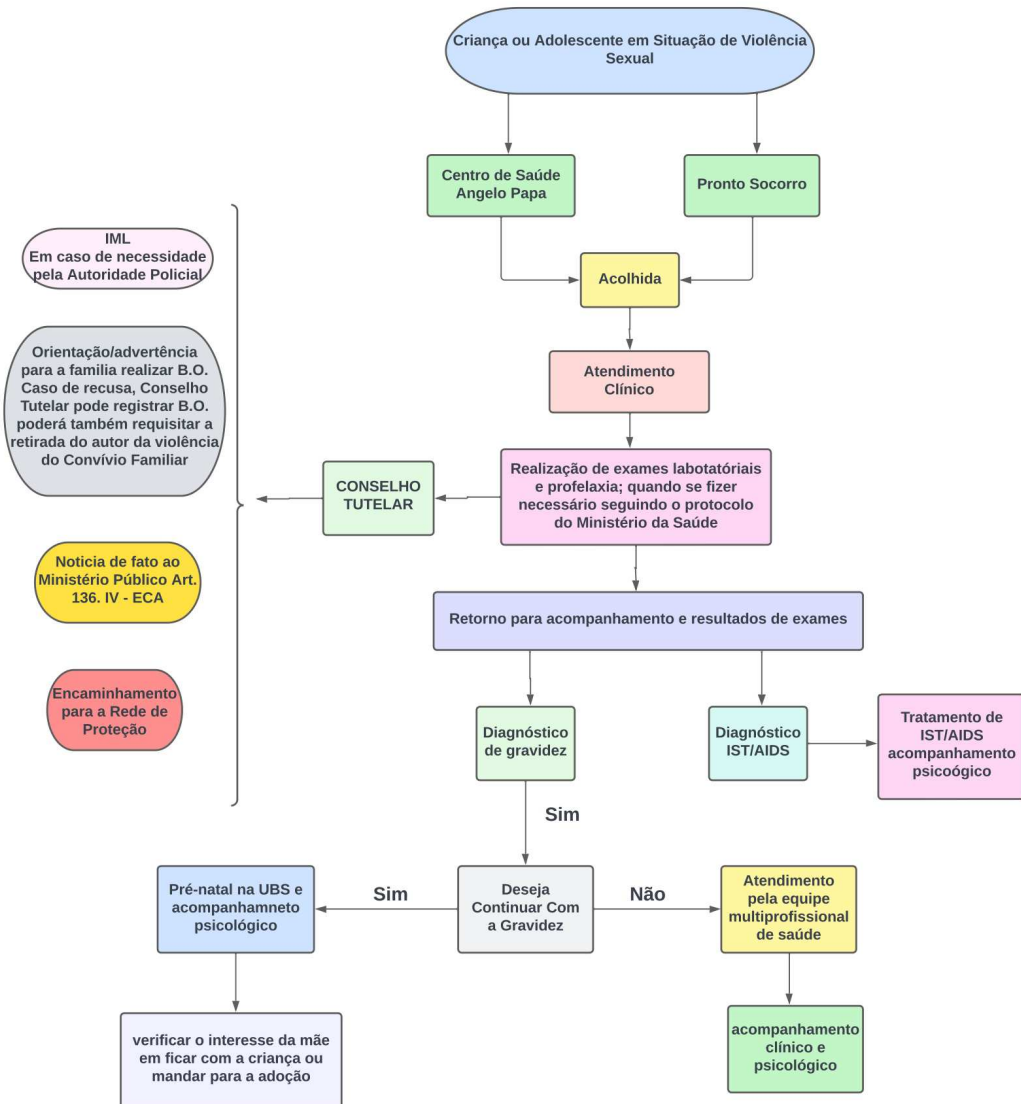 Criança ou Adolescente em Situação de Violência
Sexual
Centro de Saúde
Angelo Papa
Pronto Socorro
Acolhida
Atendimento
Clínico
Realização de exames labotatóriais
e profelaxia; quando se fizer
necessário seguindo o protocolo
do Ministério da Saúde
CONSELHO
TUTELAR
IML
Em caso de necessidade
pela Autoridade Policial
Orientação/advertência
para a familia realizar B.O.
Caso de recusa, Conselho
Tutelar pode registrar B.O.
poderá também requisitar a
retirada do autor da violência
do Convívio Familiar
Noticia de fato ao
Ministério Público Art.
136. IV - ECA
Encaminhamento
para a Rede de
Proteção
Retorno para acompanhamento e resultados de exames
Diagnóstico
de gravidez
Diagnóstico
IST/AIDS
Tratamento de
IST/AIDS
acompanhamento
psicoógico
Sim
Deseja
Continuar Com
a Gravidez
Sim
Pré-natal na UBS e
acompanhamneto
psicológico
verificar o interesse da mãe
em ficar com a criança ou
mandar para a adoção
Não
Atendimento
pela equipe
multiprofissional
de saúde
acompanhamento
clínico e
psicológico